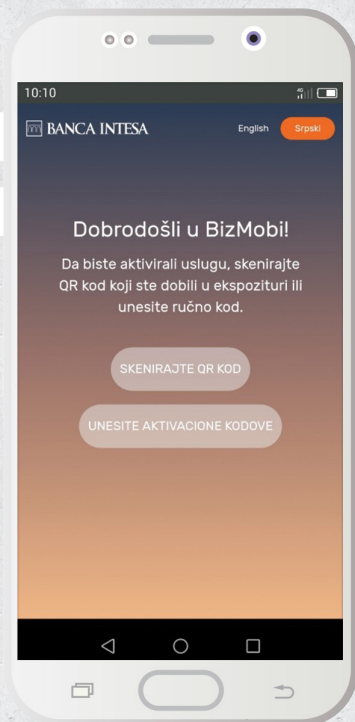 10:10
4G
BANCA INTESA
English
Srpski
Dobrodošli u BizMobi!
Da biste aktivirali uslugu, skenirajte
QR kod koji ste dobili u ekspozituri ili
unesite ručno kod.
SKENIRAJTE QR KOD
UNESITE AKTIVACIONE KODOVE